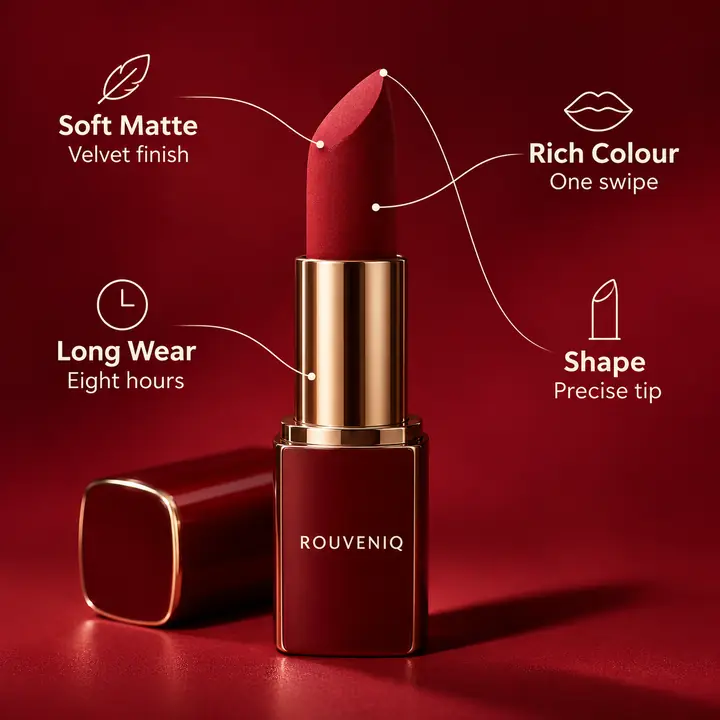 Soft Matte
Velvet finish
Rich Colour
One swipe
Long Wear
Eight hours
Shape
Precise tip
ROUVENIQ